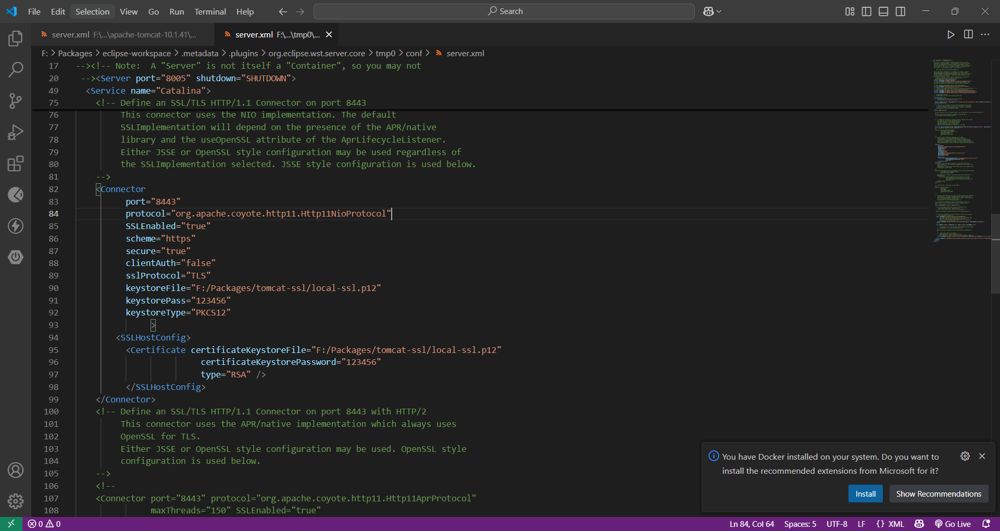 File Edit Selection View Go Run Terminal Help
Search
server.xml F:\...\apache-tomcat-10.1.41\...
server.xml F:\...\tmp0\...
F: > Packages > eclipse-workspace > .metadata > .plugins > org.eclipse.wst.server.core > tmp0 > conf > server.xml
17 --><!-- Note:  A "Server" is not itself a "Container", so you may not
20 --><Server port="8005" shutdown="SHUTDOWN">
49 <Service name="Catalina">
75 <!-- Define an SSL/TLS HTTP/1.1 Connector on port 8443
76 This connector uses the NIO implementation. The default
77 SSLImplementation will depend on the presence of the APR/native
78 library and the useOpenSSL attribute of the AprLifecycleListener.
79 Either JSSE or OpenSSL style configuration may be used regardless of
80 the SSLImplementation selected. JSSE style configuration is used below.
81 -->
82 <Connector
83 port="8443"
84 protocol="org.apache.coyote.http11.Http11NioProtocol"
85 SSLEnabled="true"
86 scheme="https"
87 secure="true"
88 clientAuth="false"
89 sslProtocol="TLS"
90 keystoreFile="F:/Packages/tomcat-ssl/local-ssl.p12"
91 keystorePass="123456"
92 keystoreType="PKCS12"
93 >
94 <SSLHostConfig>
95 <Certificate certificateKeystoreFile="F:/Packages/tomcat-ssl/local-ssl.p12"
96 certificateKeystorePassword="123456"
97 type="RSA" />
98 </SSLHostConfig>
99 </Connector>
100 <!-- Define an SSL/TLS HTTP/1.1 Connector on port 8443 with HTTP/2
101 This connector uses the APR/native implementation which always uses
102 OpenSSL for TLS.
103 Either JSSE or OpenSSL style configuration may be used. OpenSSL style
104 configuration is used below.
105 -->
106 <!--
107 <Connector port="8443" protocol="org.apache.coyote.http11.Http11AprProtocol"
108 maxThreads="150" SSLEnabled="true"
You have Docker installed on your system. Do you want to
install the recommended extensions from Microsoft for it?
Install Show Recommendations
0 0 Ln 84, Col 64 Spaces: 5 UTF-8 LF {} XML Go Live